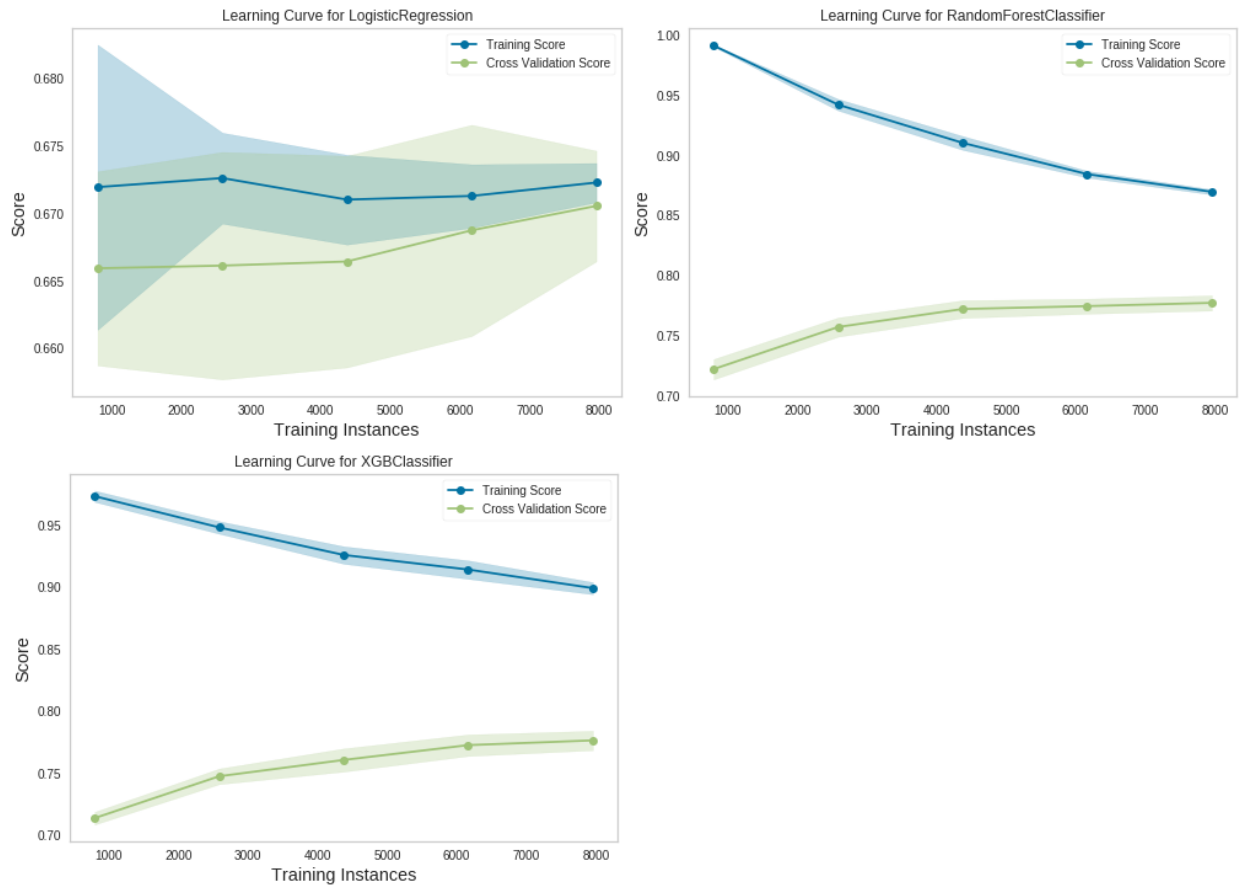 Learning Curve for LogisticRegression
Training Score
Cross Validation Score
0.680
0.675
0.670
0.665
0.660
Score
1000 2000 3000 4000 5000 6000 7000 8000
Training Instances
Learning Curve for RandomForestClassifier
Training Score
Cross Validation Score
1.00
0.95
0.90
0.85
0.80
0.75
0.70
Score
1000 2000 3000 4000 5000 6000 7000 8000
Training Instances
Learning Curve for XGBClassifier
Training Score
Cross Validation Score
0.95
0.90
0.85
0.80
0.75
0.70
Score
1000 2000 3000 4000 5000 6000 7000 8000
Training Instances